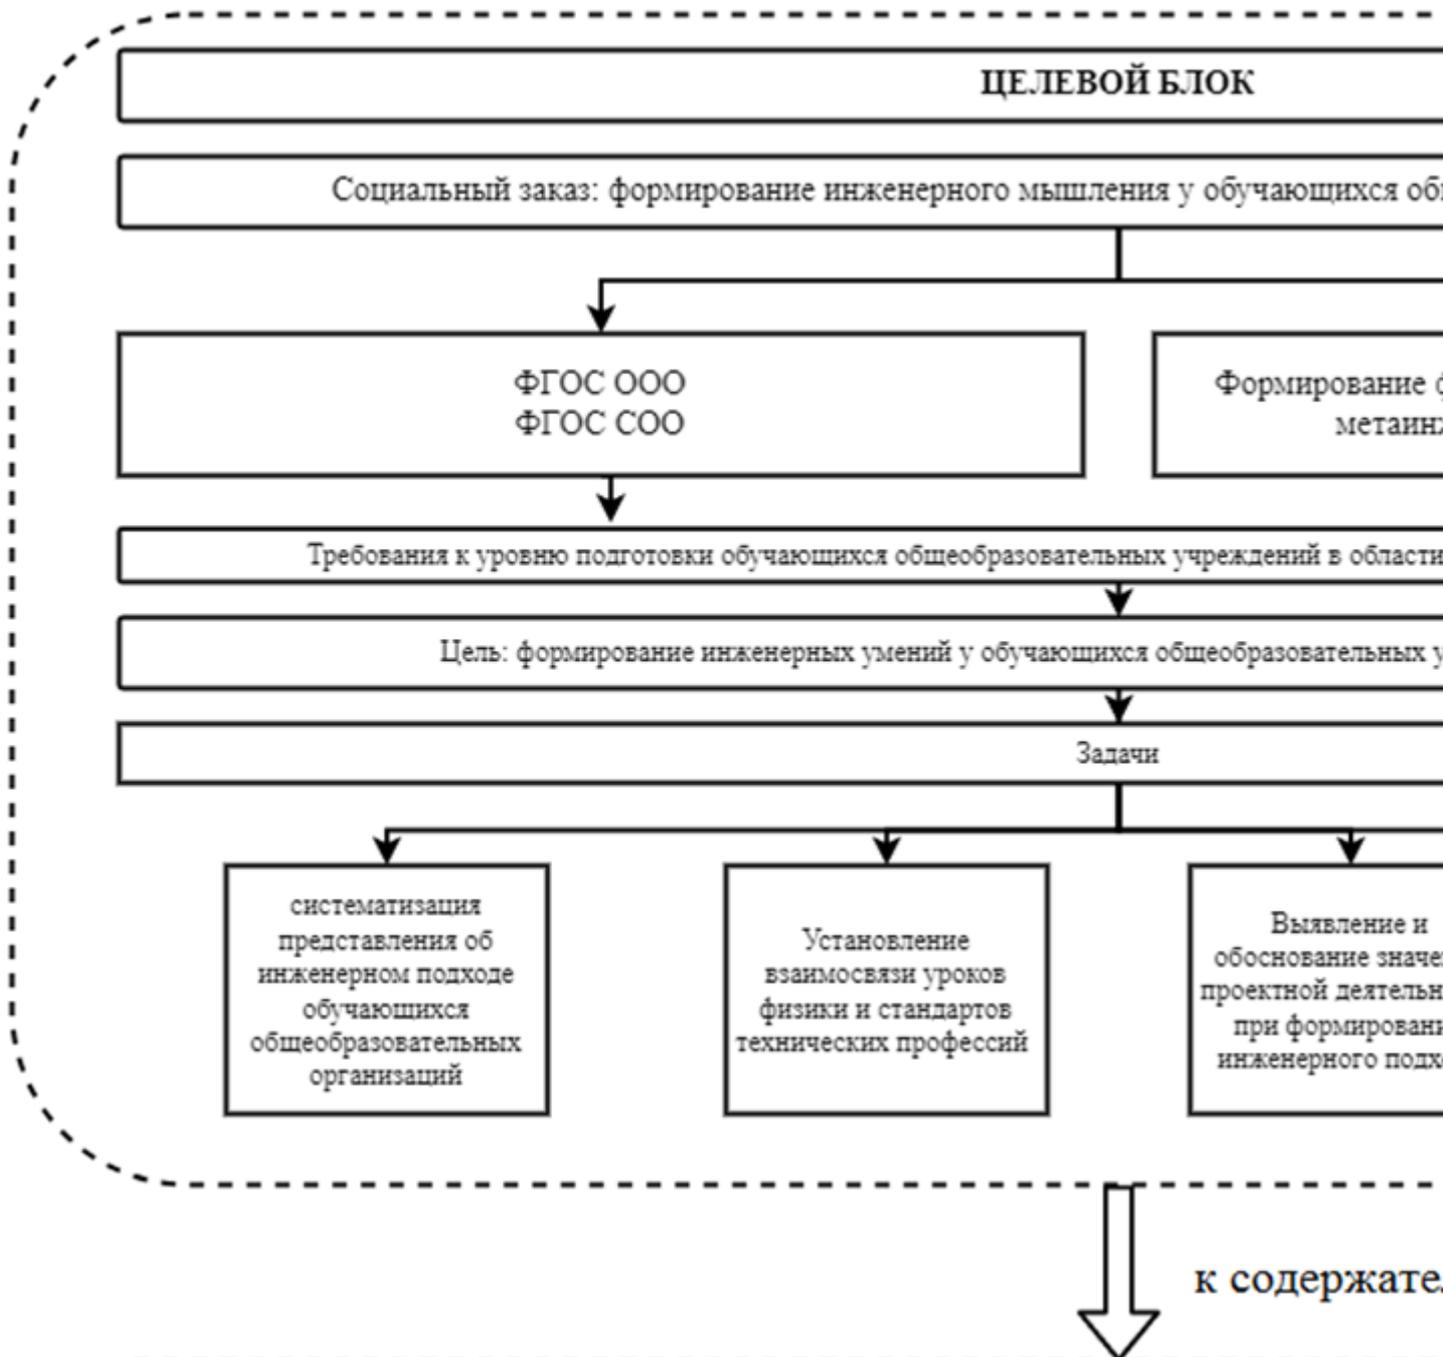 ЦЕЛЕВОЙ БЛОК
Социальный заказ: формирование инженерного мышления у обучающихся
ФГОС ООО
ФГОС СОО
Формирование
Требования к уровню подготовки обучающихся общеобразовательных учреждений в области
Цель: формирование инженерных умений у обучающихся общеобразовательных
Задачи
систематизация
представления об
инженерном подходе
обучающихся
общеобразовательных
организаций
Установление
взаимосвязи уроков
физики и стандартов
технических профессий
Выявление и
обоснование
проектной
при
инженерного
к